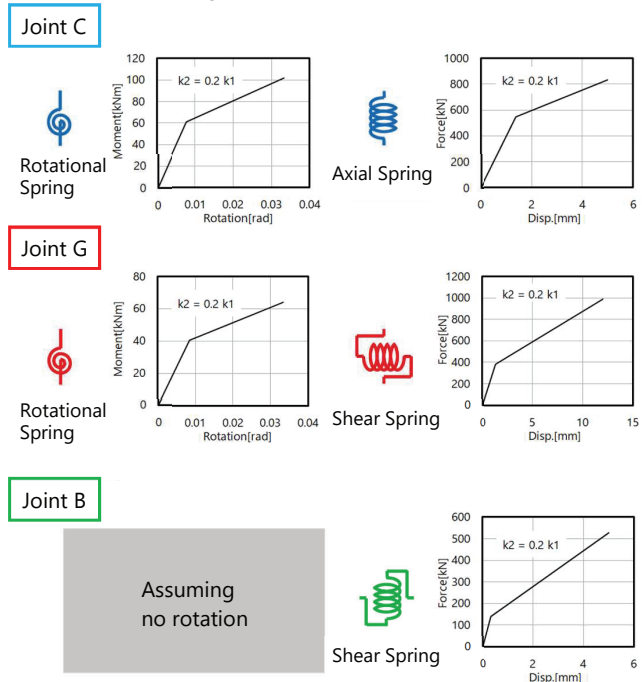 Joint C
Rotational
Spring
Moment[kNm]
120
100
80
60
40
20
0
k2 = 0.2 k1
0 0.01 0.02 0.03 0.04
Rotation[rad]
Axial Spring
Force[kN]
1000
800
600
400
200
0
k2 = 0.2 k1
0 2 4 6
Disp.[mm]
Joint G
Rotational
Spring
Moment[kNm]
80
60
40
20
0
k2 = 0.2 k1
0 0.01 0.02 0.03 0.04
Rotation[rad]
Shear Spring
Force[kN]
1200
1000
800
600
400
200
0
k2 = 0.2 k1
0 5 10 15
Disp.[mm]
Joint B
Assuming
no rotation
Shear Spring
Force[kN]
600
500
400
300
200
100
0
k2 = 0.2 k1
0 2 4 6
Disp.[mm]